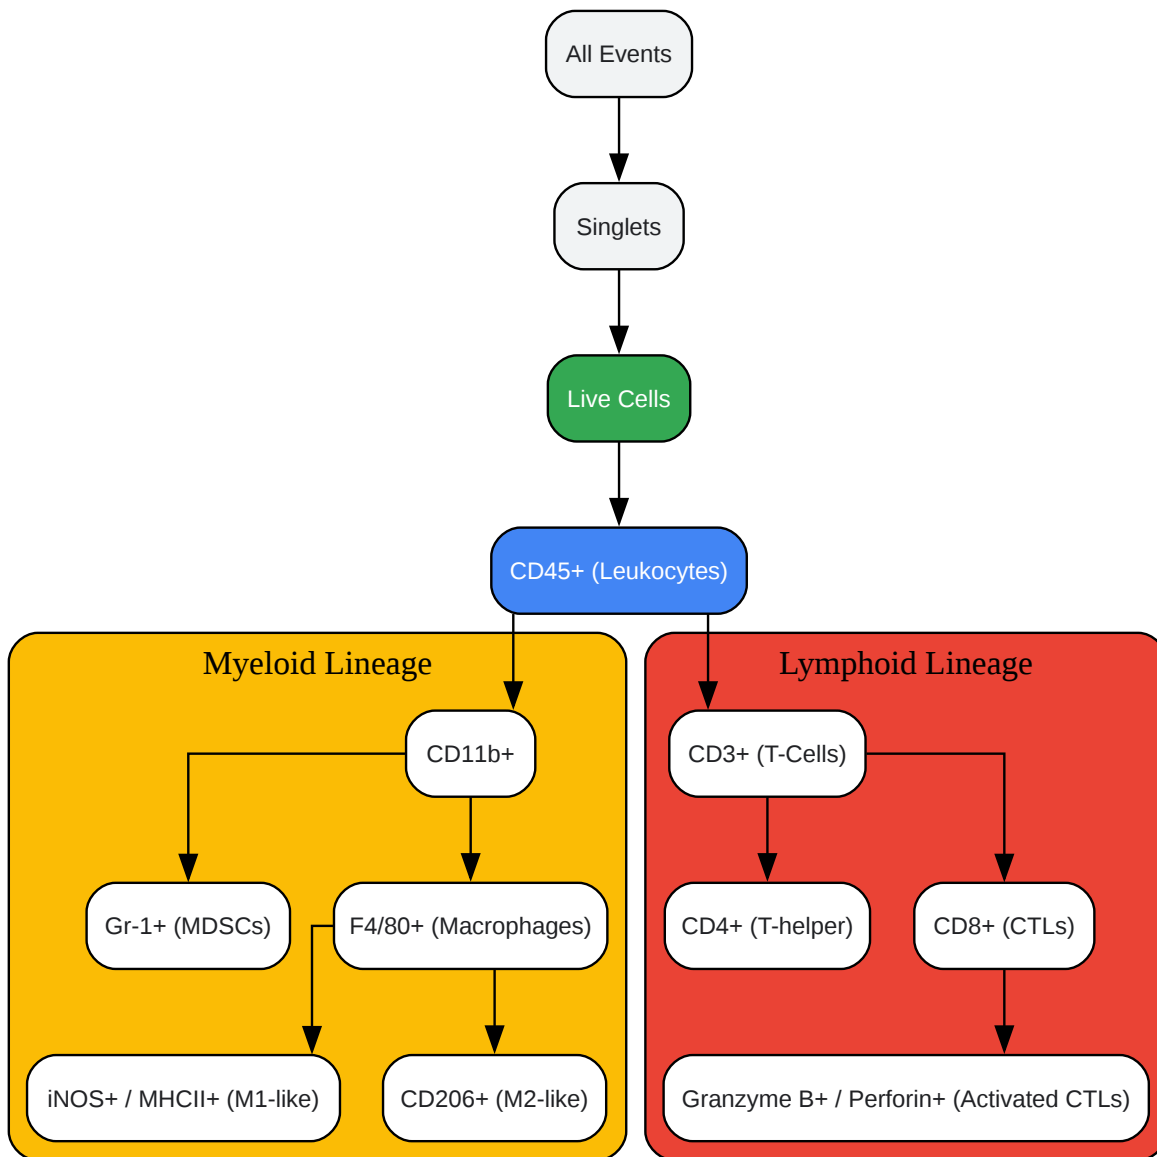 All Events
Singlets
Live Cells
CD45+ (Leukocytes)
Myeloid Lineage
CD11b+
Gr-1+ (MDSCs)
F4/80+ (Macrophages)
iNOS+ / MHCII+ (M1-like)
CD206+ (M2-like)
Lymphoid Lineage
CD3+ (T-Cells)
CD4+ (T-helper)
CD8+ (CTLs)
Granzyme B+ / Perforin+ (Activated CTLs)